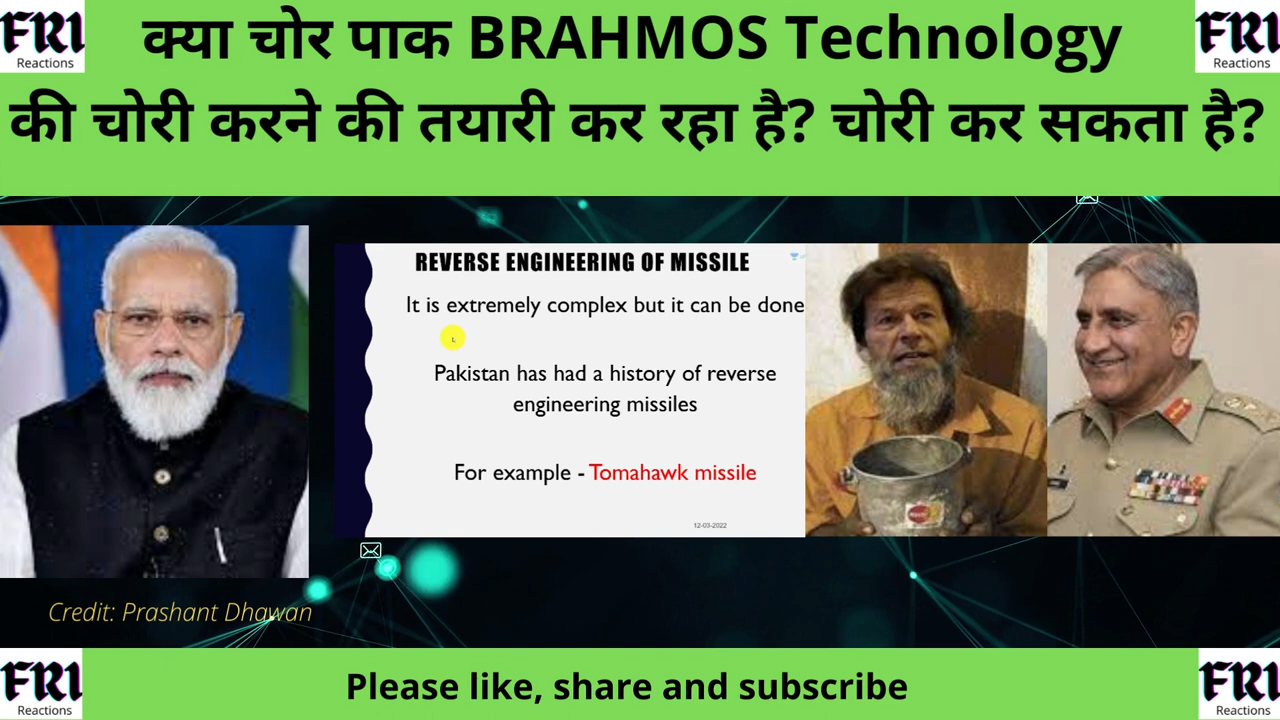 FRI
Reactions
क्या चोर पाक BRAHMOS Technology
FRI
Reactions
की चोरी करने की तयारी कर रहा है? चोरी कर सकता है?
REVERSE ENGINEERING OF MISSILE
It is extremely complex but it can be done
Pakistan has had a history of reverse
engineering missiles
For example - Tomahawk missile
12-03-2022
Credit: Prashant Dhawan
FRI
Reactions
Please like, share and subscribe
FRI
Reactions